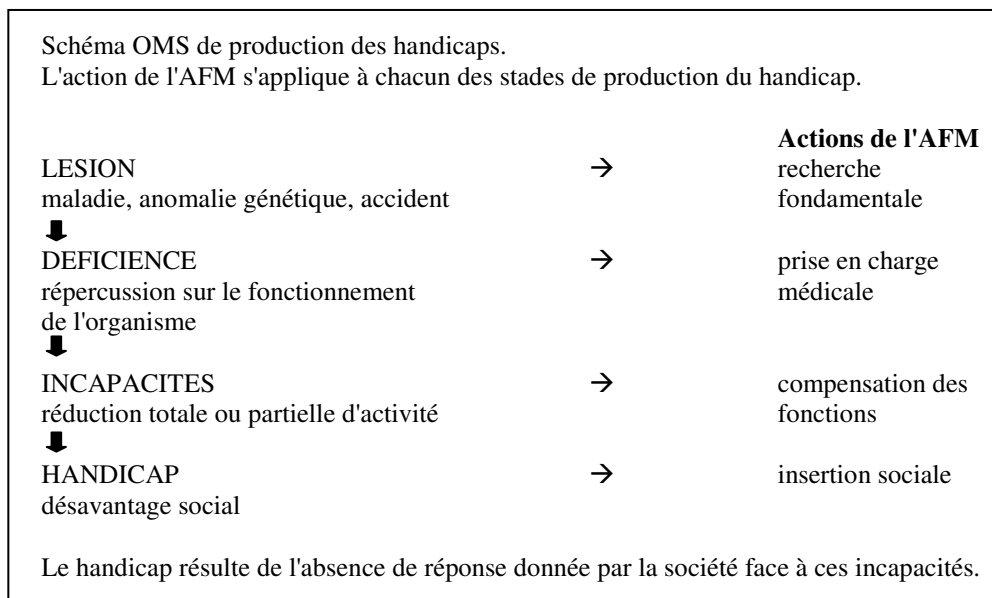 Schéma OMS de production des handicaps.
L'action de l'AFM s'applique à chacun des stades de production du handicap.
Actions de l'AFM
LESION → recherche
maladie, anomalie génétique, accident fondamentale
DEFICIENCE → prise en charge
répercussion sur le fonctionnement médicale
de l'organisme
INCAPACITES → compensation des
réduction totale ou partielle d'activité fonctions
HANDICAP → insertion sociale
désavantage social
Le handicap résulte de l'absence de réponse donnée par la société face à ces incapacités.